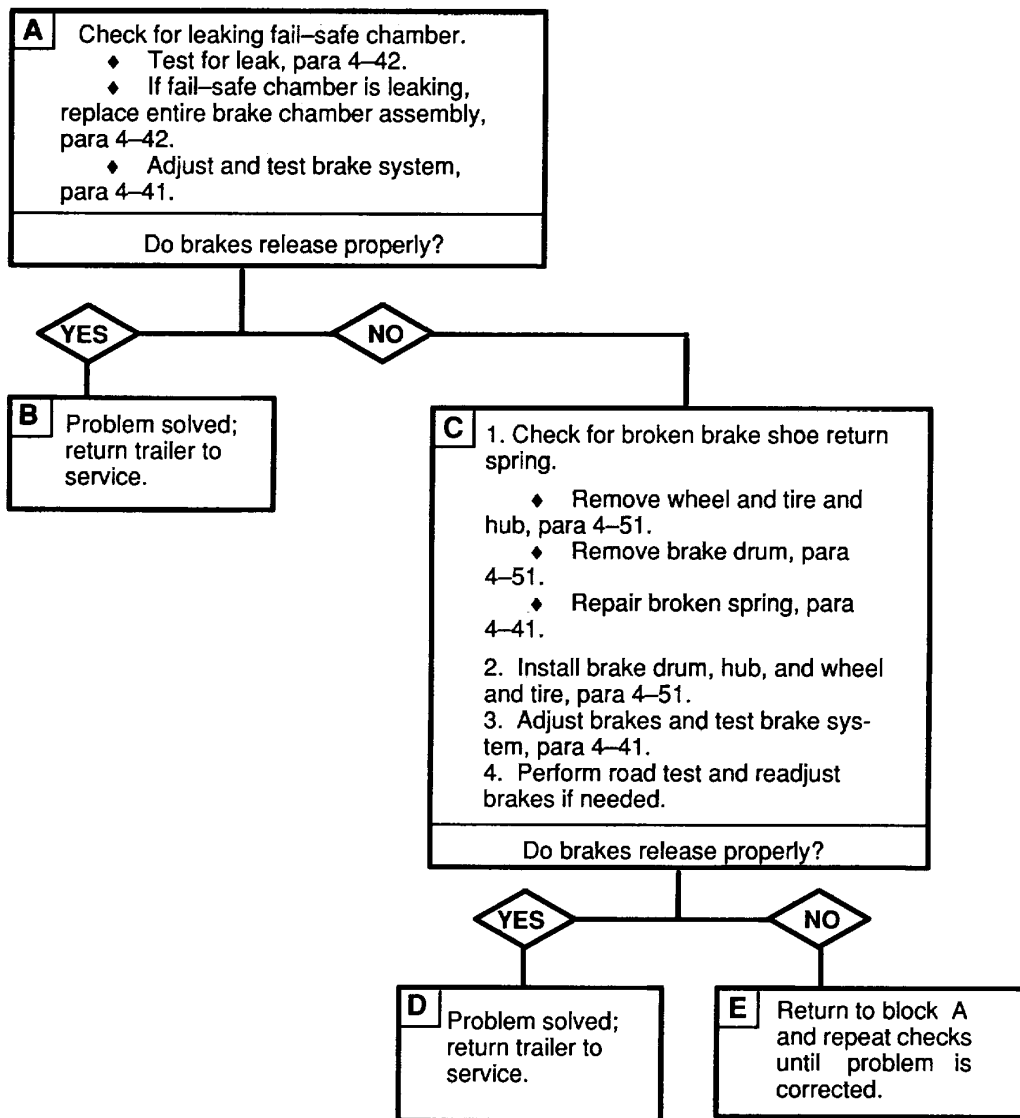 A
Check for leaking fail–safe chamber.
♦ Test for leak, para 4–42.
♦ If fail–safe chamber is leaking,
replace entire brake chamber assembly,
para 4–42.
♦ Adjust and test brake system,
para 4–41.
Do brakes release properly?
YES
NO
B
Problem solved;
return trailer to
service.
C
1. Check for broken brake shoe return
spring.
♦ Remove wheel and tire and
hub, para 4–51.
♦ Remove brake drum, para
4–51.
♦ Repair broken spring, para
4–41.
2. Install brake drum, hub, and wheel
and tire, para 4–51.
3. Adjust brakes and test brake sys-
tem, para 4–41.
4. Perform road test and readjust
brakes if needed.
Do brakes release properly?
YES
NO
D
Problem solved;
return trailer to
service.
E
Return to block A
and repeat checks
until problem is
corrected.